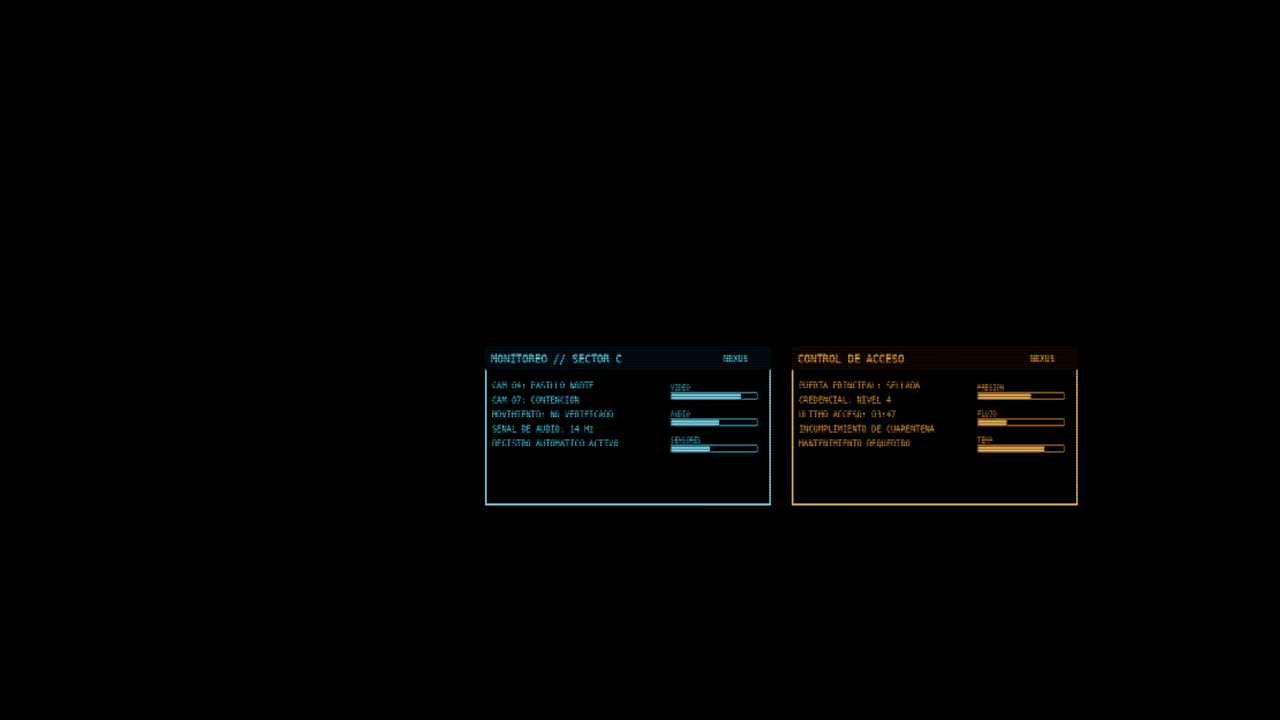 MONITOREO // SECTOR C NEXUS
CAM 04: PASILLO NORTE
CAM 07: CONTENCION
MOVIMIENTO: NO VERIFICADO
SENAL DE AUDIO: 14 Hz
REGISTRO AUTOMATICO ACTIVO
VIDEO
AUDIO
SENSORES
CONTROL DE ACCESO NEXUS
PUERTA PRINCIPAL: SELLADA
CREDENCIAL: NIVEL 4
ULTIMO ACCESO: 03:47
INCUMPLIMIENTO DE CUARENTENA
MANTENIMIENTO REQUERIDO
PRESION
FLUJO
TEMP